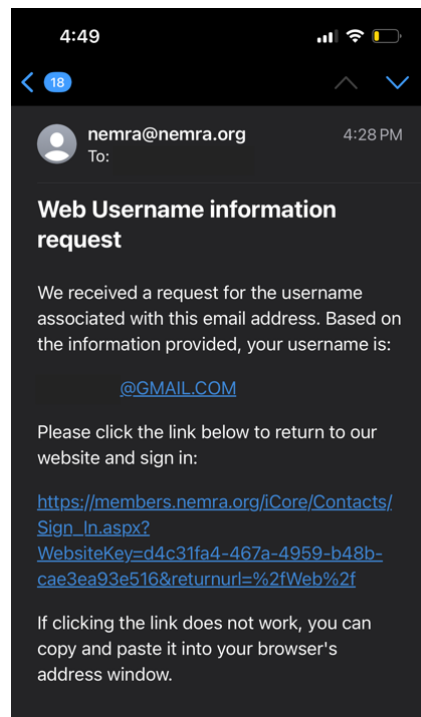 4:49
18
nemra@nemra.org
4:28 PM
To:
Web Username information
request
We received a request for the username
associated with this email address. Based on
the information provided, your username is:
@GMAIL.COM
Please click the link below to return to our
website and sign in:
https://members.nemra.org/iCore/Contacts/
Sign_In.aspx?
WebsiteKey=d4c31fa4-467a-4959-b48b-
cae3ea93e516&returnurl=%2fWeb%2f
If clicking the link does not work, you can
copy and paste it into your browser's
address window.